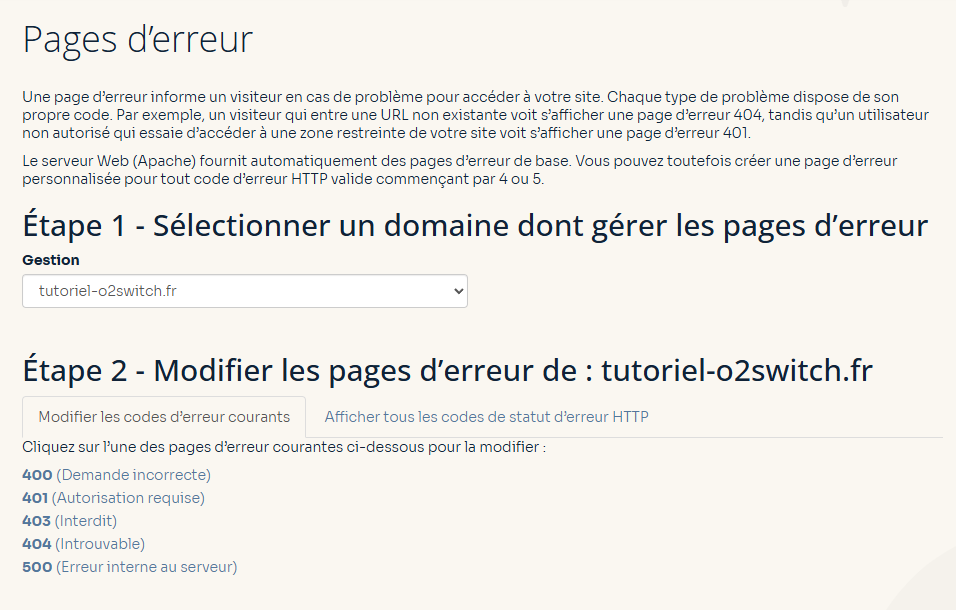 Pages d’erreur
Une page d’erreur informe un visiteur en cas de problème pour accéder à votre site. Chaque type de problème dispose de son
propre code. Par exemple, un visiteur qui entre une URL non existante voit s’afficher une page d’erreur 404, tandis qu’un utilisateur
non autorisé qui essaie d’accéder à une zone restreinte de votre site voit s’afficher une page d’erreur 401.
Le serveur Web (Apache) fournit automatiquement des pages d’erreur de base. Vous pouvez toutefois créer une page d’erreur
personnalisée pour tout code d’erreur HTTP valide commençant par 4 ou 5.
Étape 1 - Sélectionner un domaine dont gérer les pages d’erreur
Gestion
tutoriel-o2switch.fr
Étape 2 - Modifier les pages d’erreur de : tutoriel-o2switch.fr
Modifier les codes d’erreur courants Afficher tous les codes de statut d’erreur HTTP
Cliquez sur l’une des pages d’erreur courantes ci-dessous pour la modifier :
400 (Demande incorrecte)
401 (Autorisation requise)
403 (Interdit)
404 (Introuvable)
500 (Erreur interne au serveur)